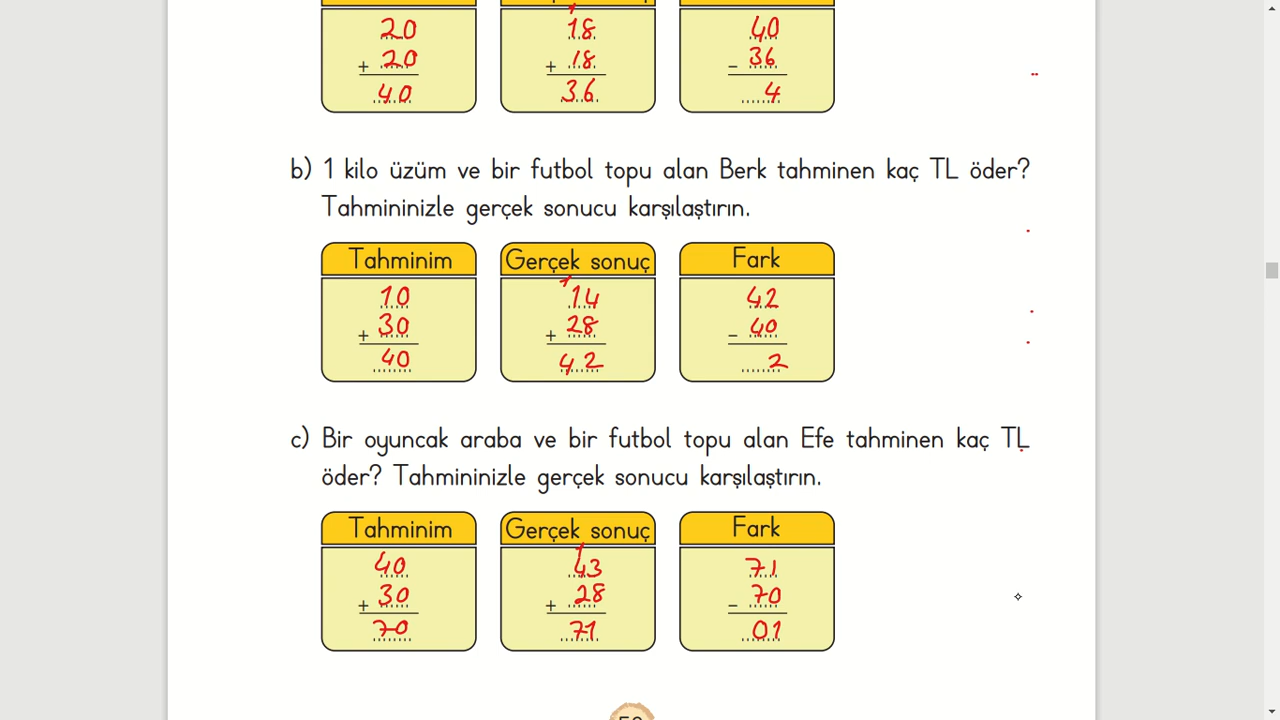 20 18 40
+ 20 + 18 - 36
40 36 4
b) 1 kilo üzüm ve bir futbol topu alan Berk tahminen kaç TL öder?
Tahmininizle gerçek sonucu karşılaştırın.
Tahminim Gerçek sonuç Fark
1
10 14 42
+ 30 + 28 - 40
40 42 2
c) Bir oyuncak araba ve bir futbol topu alan Efe tahminen kaç TL
öder? Tahmininizle gerçek sonucu karşılaştırın.
Tahminim Gerçek sonuç Fark
1
40 43 71
+ 30 + 28 - 70
70 71 01